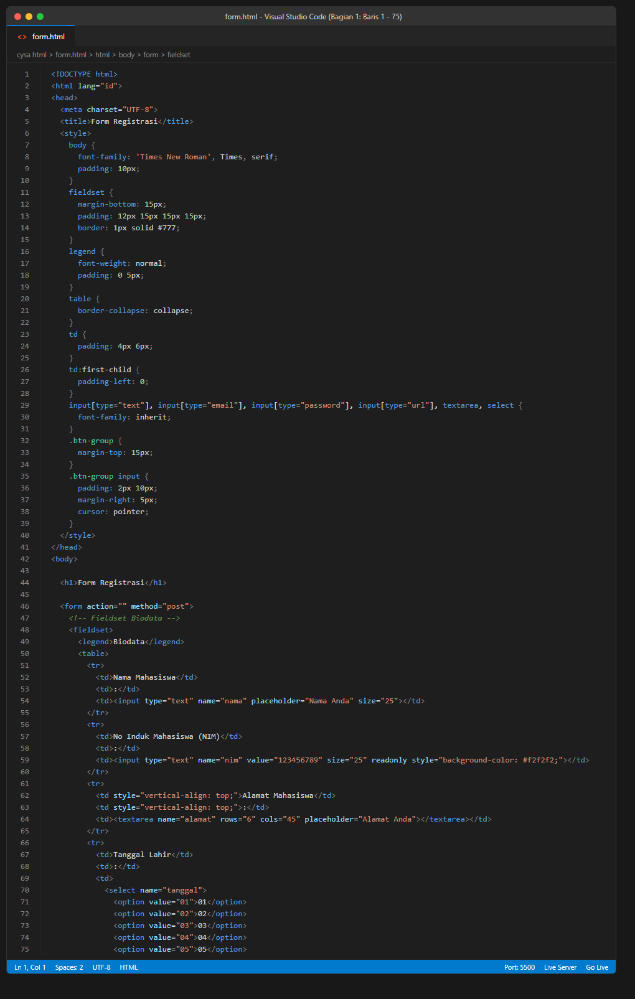 form.html - Visual Studio Code (Bagian 1: Baris 1 - 75)
<> form.html
cysa html > form.html > html > body > form > fieldset
1 <!DOCTYPE html>
2 <html lang="id">
3 <head>
4   <meta charset="UTF-8">
5   <title>Form Registrasi</title>
6   <style>
7     body {
8       font-family: 'Times New Roman', Times, serif;
9       padding: 10px;
10     }
11     fieldset {
12       margin-bottom: 15px;
13       padding: 12px 15px 15px 15px;
14       border: 1px solid #777;
15     }
16     legend {
17       font-weight: normal;
18       padding: 0 5px;
19     }
20     table {
21       border-collapse: collapse;
22     }
23     td {
24       padding: 4px 6px;
25     }
26     td:first-child {
27       padding-left: 0;
28     }
29     input[type="text"], input[type="email"], input[type="password"], input[type="url"], textarea, select {
30       font-family: inherit;
31     }
32     .btn-group {
33       margin-top: 15px;
34     }
35     .btn-group input {
36       padding: 2px 10px;
37       margin-right: 5px;
38       cursor: pointer;
39     }
40   </style>
41 </head>
42 <body>
43
44   <h1>Form Registrasi</h1>
45
46   <form action="" method="post">
47     <!-- Fieldset Biodata -->
48     <fieldset>
49       <legend>Biodata</legend>
50       <table>
51         <tr>
52           <td>Nama Mahasiswa</td>
53           <td>:</td>
54           <td><input type="text" name="nama" placeholder="Nama Anda" size="25"></td>
55         </tr>
56         <tr>
57           <td>No Induk Mahasiswa (NIM)</td>
58           <td>:</td>
59           <td><input type="text" name="nim" value="123456789" size="25" readonly style="background-color: #f2f2f2;"></td>
60         </tr>
61         <tr>
62           <td style="vertical-align: top;">Alamat Mahasiswa</td>
63           <td style="vertical-align: top;">:</td>
64           <td><textarea name="alamat" rows="6" cols="45" placeholder="Alamat Anda"></textarea></td>
65         </tr>
66         <tr>
67           <td>Tanggal Lahir</td>
68           <td>:</td>
69           <td>
70             <select name="tanggal">
71               <option value="01">01</option>
72               <option value="02">02</option>
73               <option value="03">03</option>
74               <option value="04">04</option>
75               <option value="05">05</option>
Ln 1, Col 1 Spaces: 2 UTF-8 HTML Port: 5500 Live Server Go Live